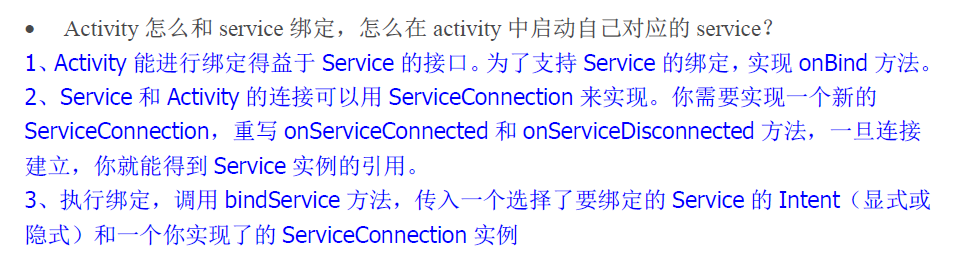 • Activity 怎么和 service 绑定，怎么在 activity 中启动自己对应的 service？
1、Activity 能进行绑定得益于 Service 的接口。为了支持 Service 的绑定，实现 onBind 方法。
2、Service 和 Activity 的连接可以用 ServiceConnection 来实现。你需要实现一个新的
ServiceConnection，重写 onServiceConnected 和 onServiceDisconnected 方法，一旦连接
建立，你就能得到 Service 实例的引用。
3、执行绑定，调用 bindService 方法，传入一个选择了要绑定的 Service 的 Intent（显式或
隐式）和一个你实现了的 ServiceConnection 实例